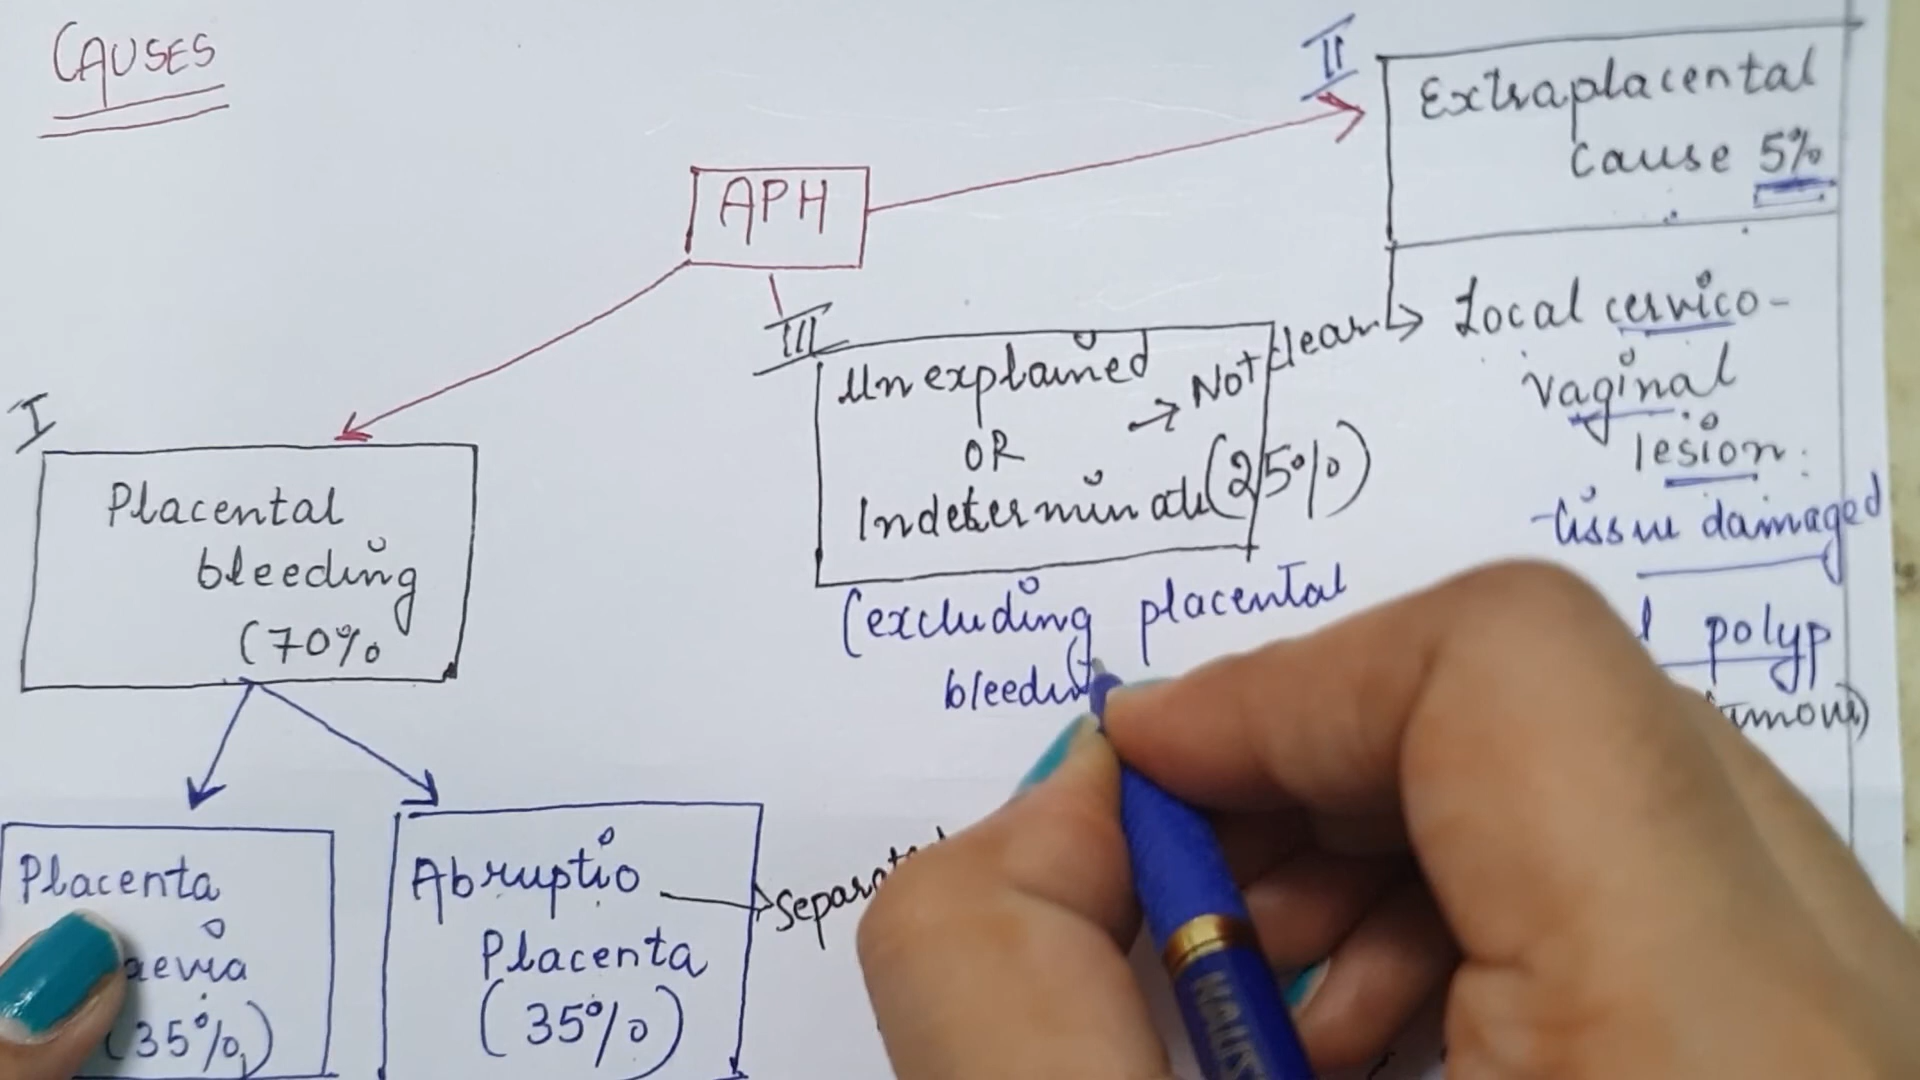 CAUSES
APH
II
Extraplacental
Cause 5%
Local cervico-
vaginal
lesion
tissue damaged
polyp
III
Unexplained
OR
Indeterminate (25%)
→ Not clear
(excluding placental
I
Placental
bleeding
(70%
Placenta
(35%)
Abruptio
Placenta
(35%)